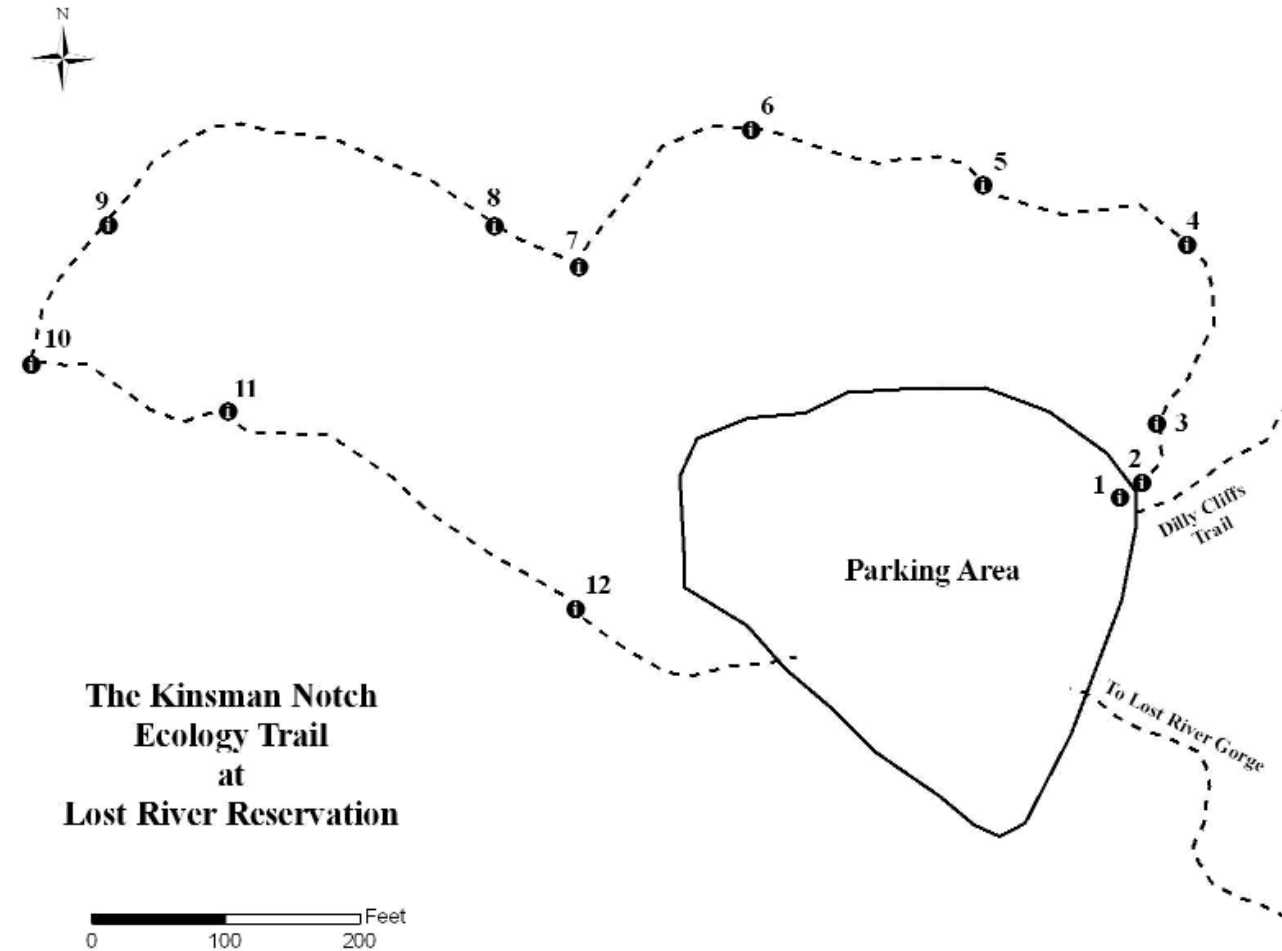 N
6
5
9
8
4
7
10
11
3
2
1
Dilly Cliffs
Trail
Parking Area
12
The Kinsman Notch
Ecology Trail
at
Lost River Reservation
To Lost River Gorge
Feet
0 100 200